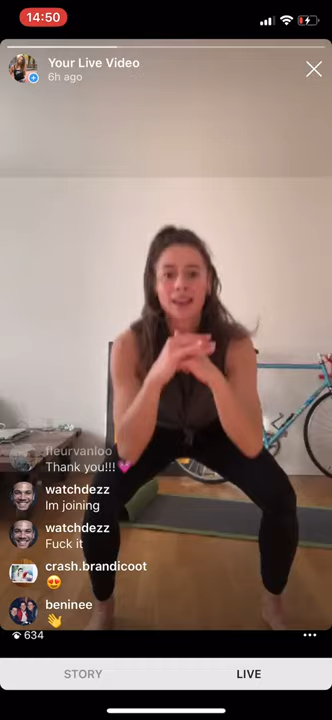 14:50
Your Live Video
6h ago
fleurvanloo
Thank you!!!💗
watchdezz
Im joining
watchdezz
Fuck it
crash.brandicoot
😍
beninee
👋
634
STORY
LIVE